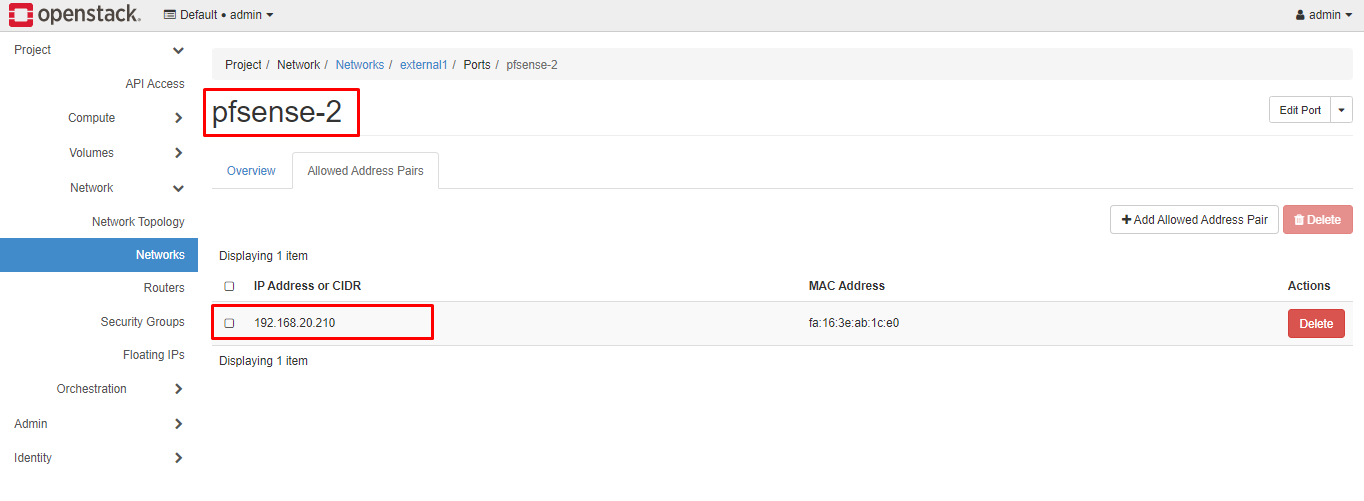 openstack. Default • admin admin
Project
API Access
Compute
Volumes
Network
Network Topology
Networks
Routers
Security Groups
Floating IPs
Orchestration
Admin
Identity
Project / Network / Networks / external1 / Ports / pfsense-2
pfsense-2
Edit Port
Overview Allowed Address Pairs
Add Allowed Address Pair Delete
Displaying 1 item
IP Address or CIDR MAC Address Actions
192.168.20.210 fa:16:3e:ab:1c:e0 Delete
Displaying 1 item